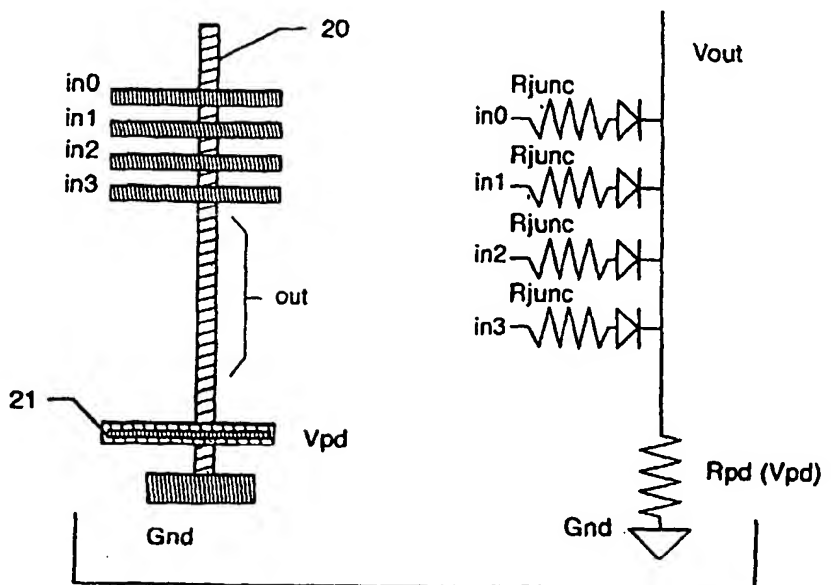 20
in0
in1
in2
in3
out
21
Vpd
Gnd
Vout
Rjunc
in0
Rjunc
in1
Rjunc
in2
Rjunc
in3
Rpd (Vpd)
Gnd